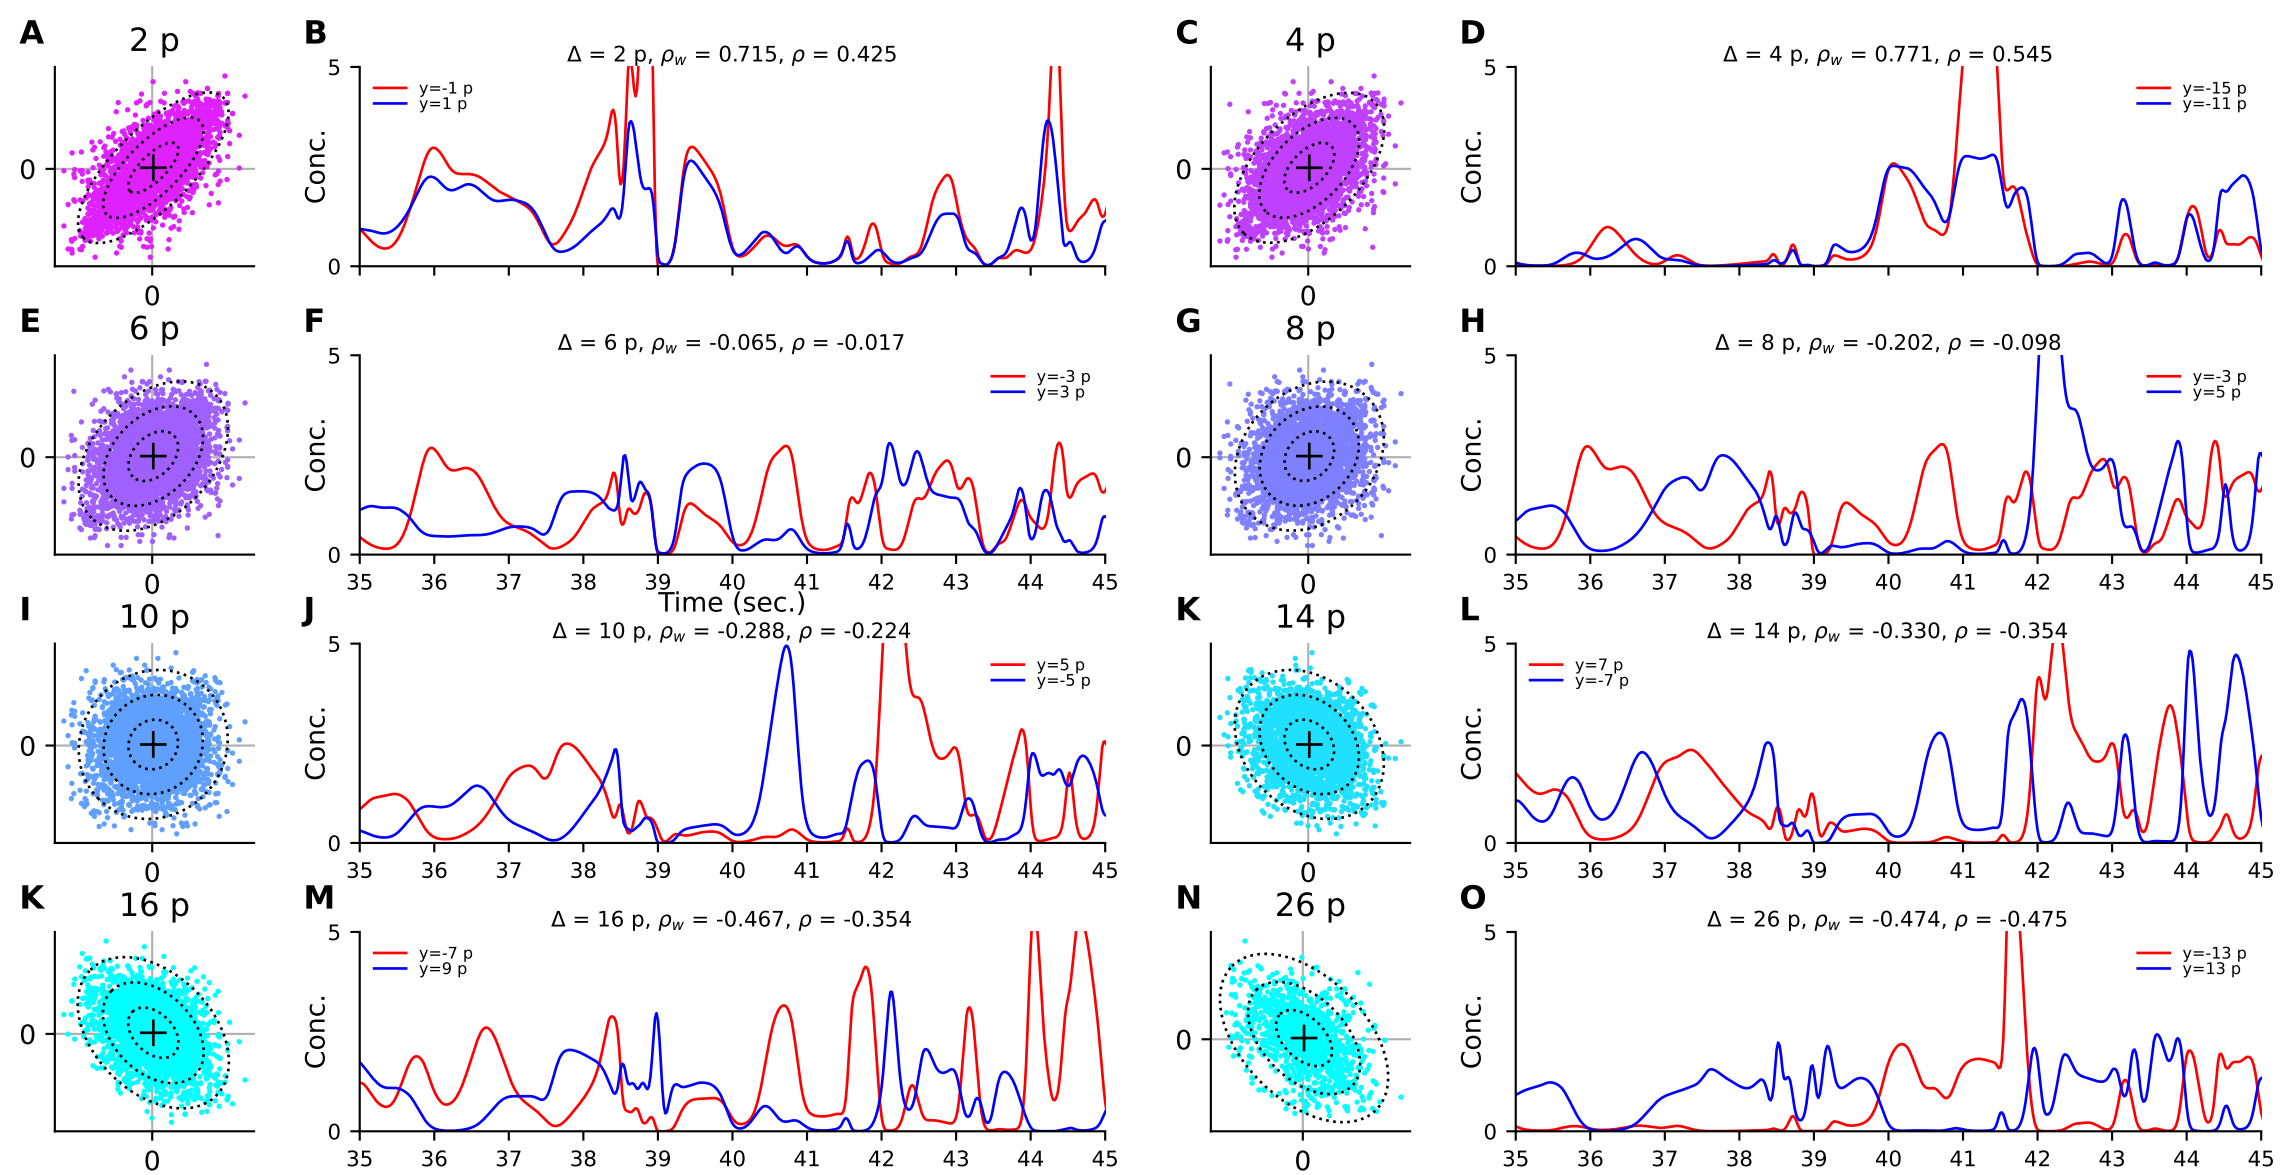 A
2 p
0
0
B
Δ = 2 p, ρw = 0.715, ρ = 0.425
5
0
Conc.
y=-1 p
y=1 p
C
4 p
0
0
D
Δ = 4 p, ρw = 0.771, ρ = 0.545
5
0
Conc.
y=-15 p
y=-11 p
E
6 p
0
0
F
Δ = 6 p, ρw = -0.065, ρ = -0.017
5
0
Conc.
y=-3 p
y=3 p
35 36 37 38 39 40 41 42 43 44 45
Time (sec.)
G
8 p
0
0
H
Δ = 8 p, ρw = -0.202, ρ = -0.098
5
0
Conc.
y=-3 p
y=5 p
35 36 37 38 39 40 41 42 43 44 45
I
10 p
0
0
J
Δ = 10 p, ρw = -0.288, ρ = -0.224
5
0
Conc.
y=5 p
y=-5 p
35 36 37 38 39 40 41 42 43 44 45
K
14 p
0
0
L
Δ = 14 p, ρw = -0.330, ρ = -0.354
5
0
Conc.
y=7 p
y=-7 p
35 36 37 38 39 40 41 42 43 44 45
K
16 p
0
0
M
Δ = 16 p, ρw = -0.467, ρ = -0.354
5
0
Conc.
y=-7 p
y=9 p
35 36 37 38 39 40 41 42 43 44 45
N
26 p
0
0
O
Δ = 26 p, ρw = -0.474, ρ = -0.475
5
0
Conc.
y=-13 p
y=13 p
35 36 37 38 39 40 41 42 43 44 45